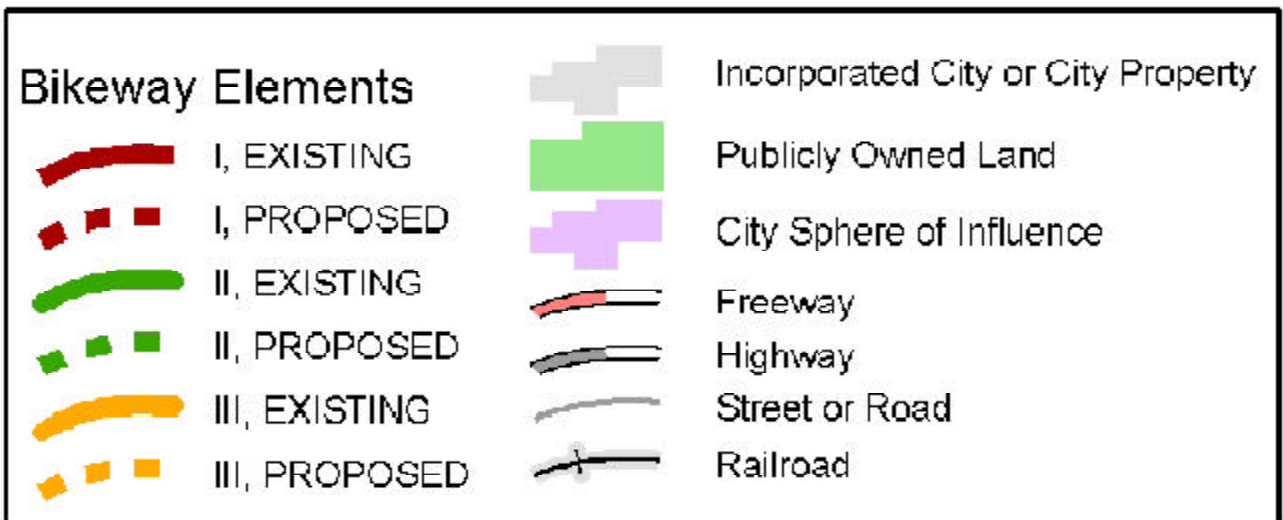 Bikeway Elements
I, EXISTING
I, PROPOSED
II, EXISTING
II, PROPOSED
III, EXISTING
III, PROPOSED
Incorporated City or City Property
Publicly Owned Land
City Sphere of Influence
Freeway
Highway
Street or Road
Railroad